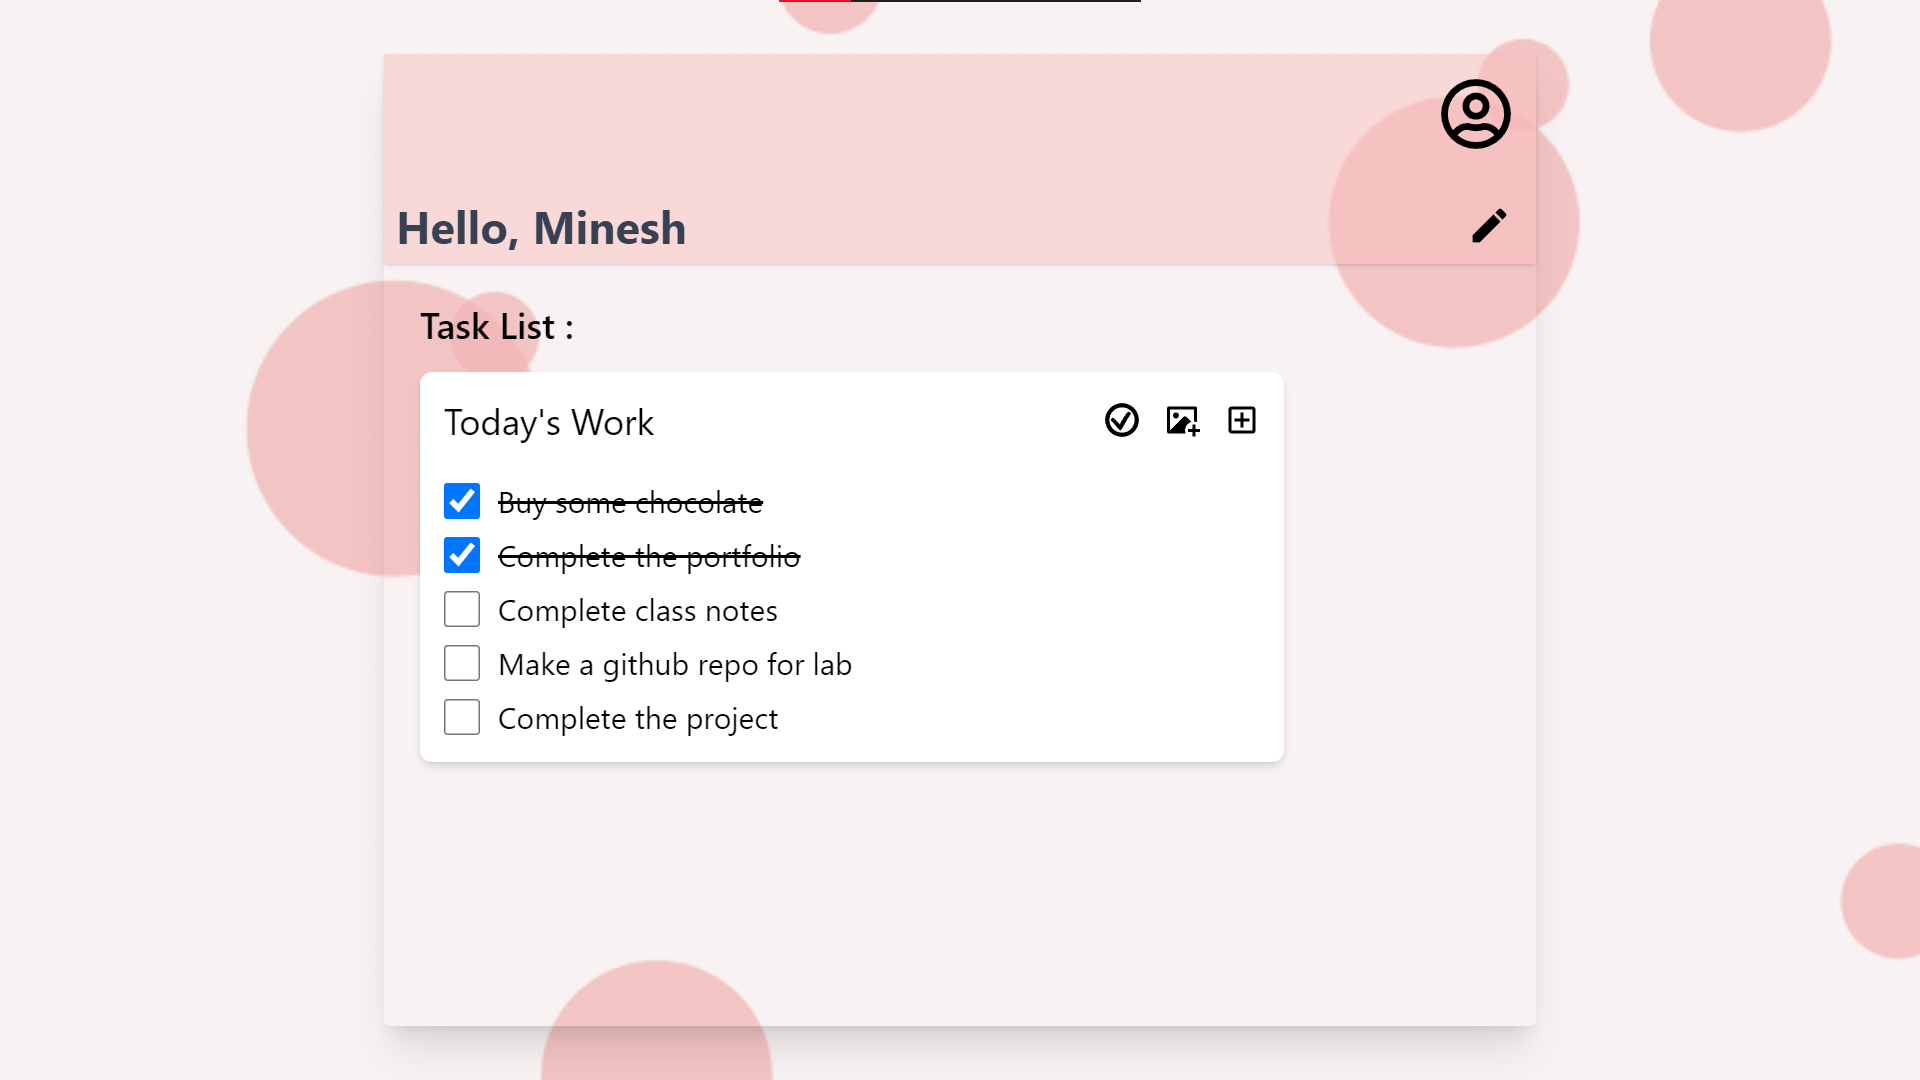 Hello, Minesh
Task List :
Today's Work
Buy some chocolate
Complete the portfolio
Complete class notes
Make a github repo for lab
Complete the project